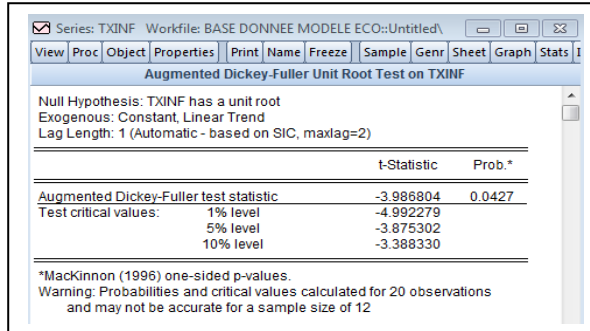 Series: TXINF Workfile: BASE DONNEE MODELE ECO::Untitled\
View Proc Object Properties Print Name Freeze Sample Genr Sheet Graph Stats
Augmented Dickey-Fuller Unit Root Test on TXINF
Null Hypothesis: TXINF has a unit root
Exogenous: Constant, Linear Trend
Lag Length: 1 (Automatic - based on SIC, maxlag=2)
t-Statistic Prob.*
Augmented Dickey-Fuller test statistic -3.986804 0.0427
Test critical values: 1% level -4.992279
5% level -3.875302
10% level -3.388330
*MacKinnon (1996) one-sided p-values.
Warning: Probabilities and critical values calculated for 20 observations
and may not be accurate for a sample size of 12